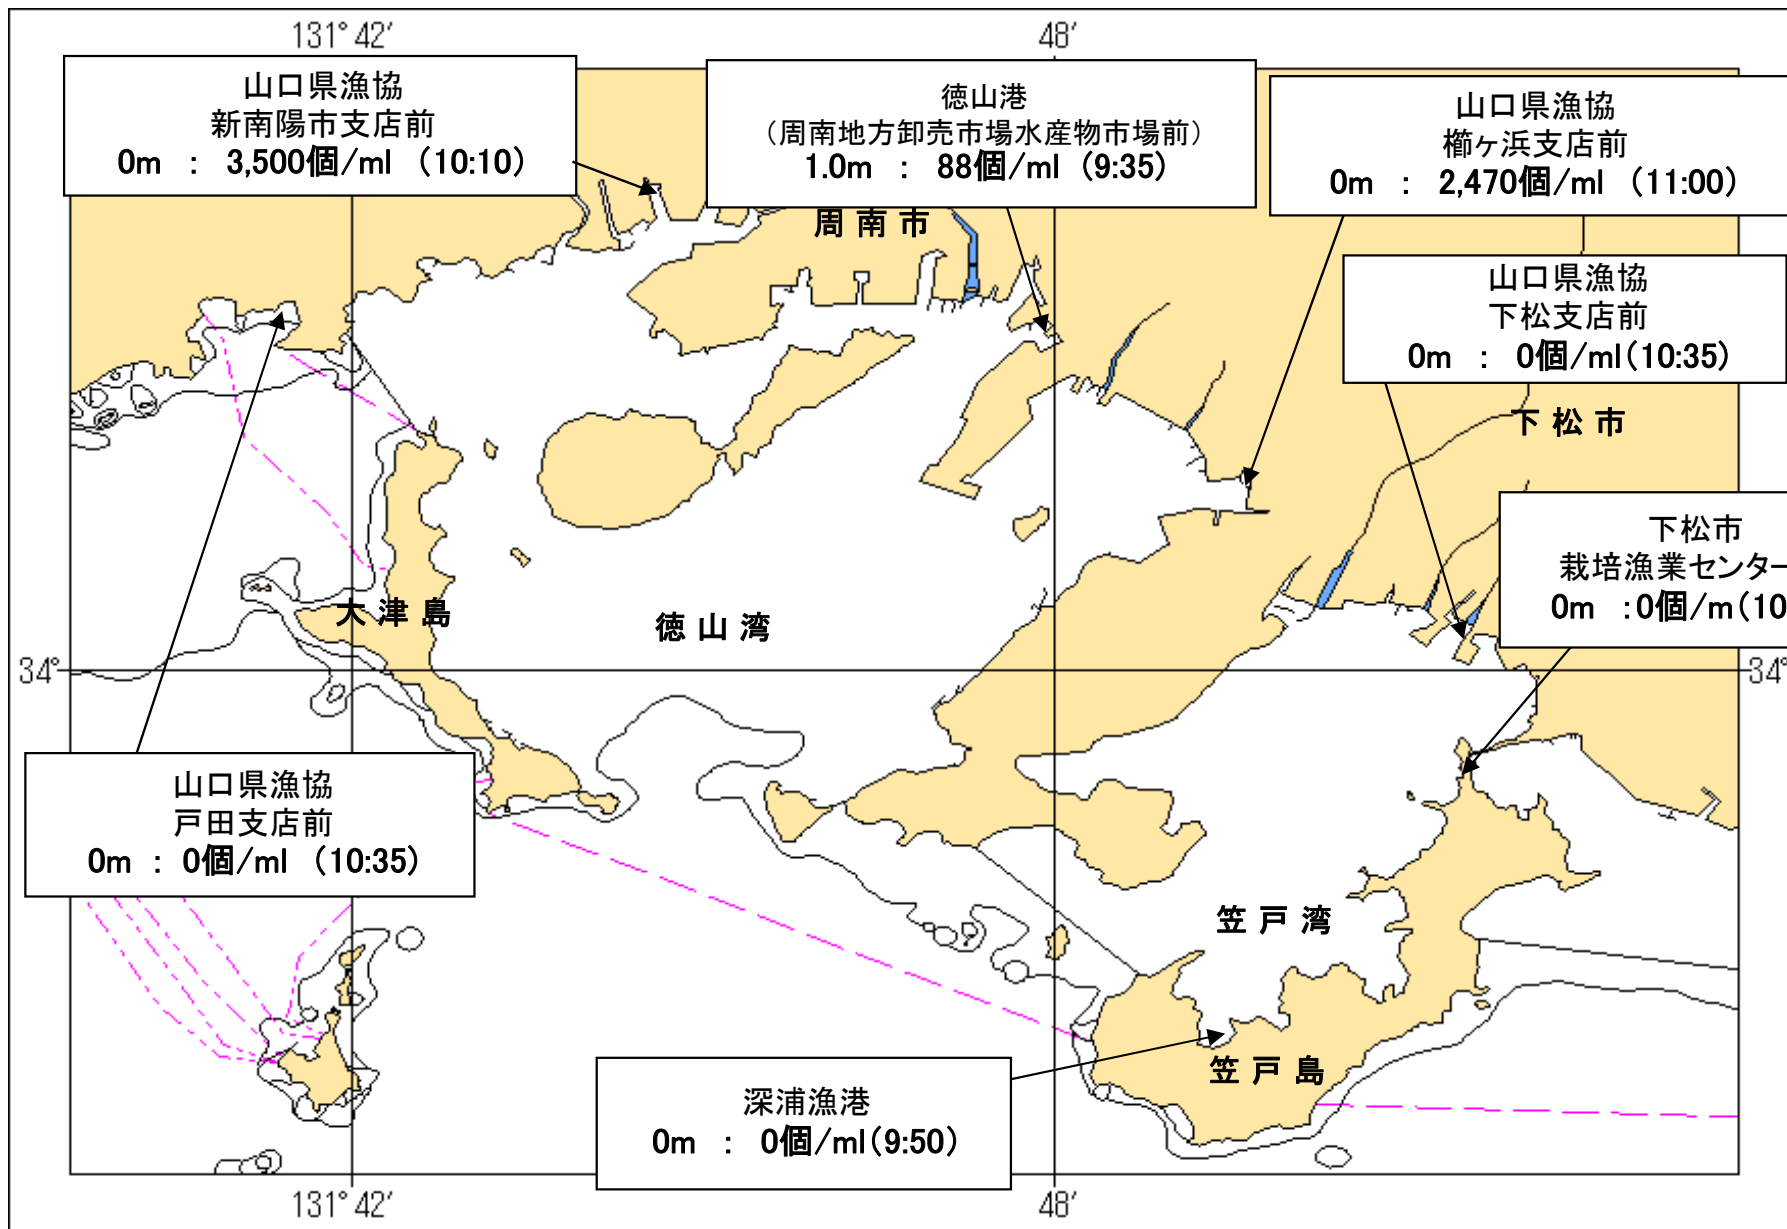 131°42′
48′
山口県漁協
新南陽市支店前
0m : 3,500個/ml (10:10)
徳山港
(周南地方卸売市場水産物市場前)
1.0m : 88個/ml (9:35)
山口県漁協
櫛ヶ浜支店前
0m : 2,470個/ml (11:00)
周南市
山口県漁協
下松支店前
0m : 0個/ml(10:35)
下松市
下松市
栽培漁業センター
0m :0個/m(10
大津島
徳山湾
34°
34°
山口県漁協
戸田支店前
0m : 0個/ml (10:35)
笠戸湾
笠戸島
深浦漁港
0m : 0個/ml(9:50)
131°42′
48′